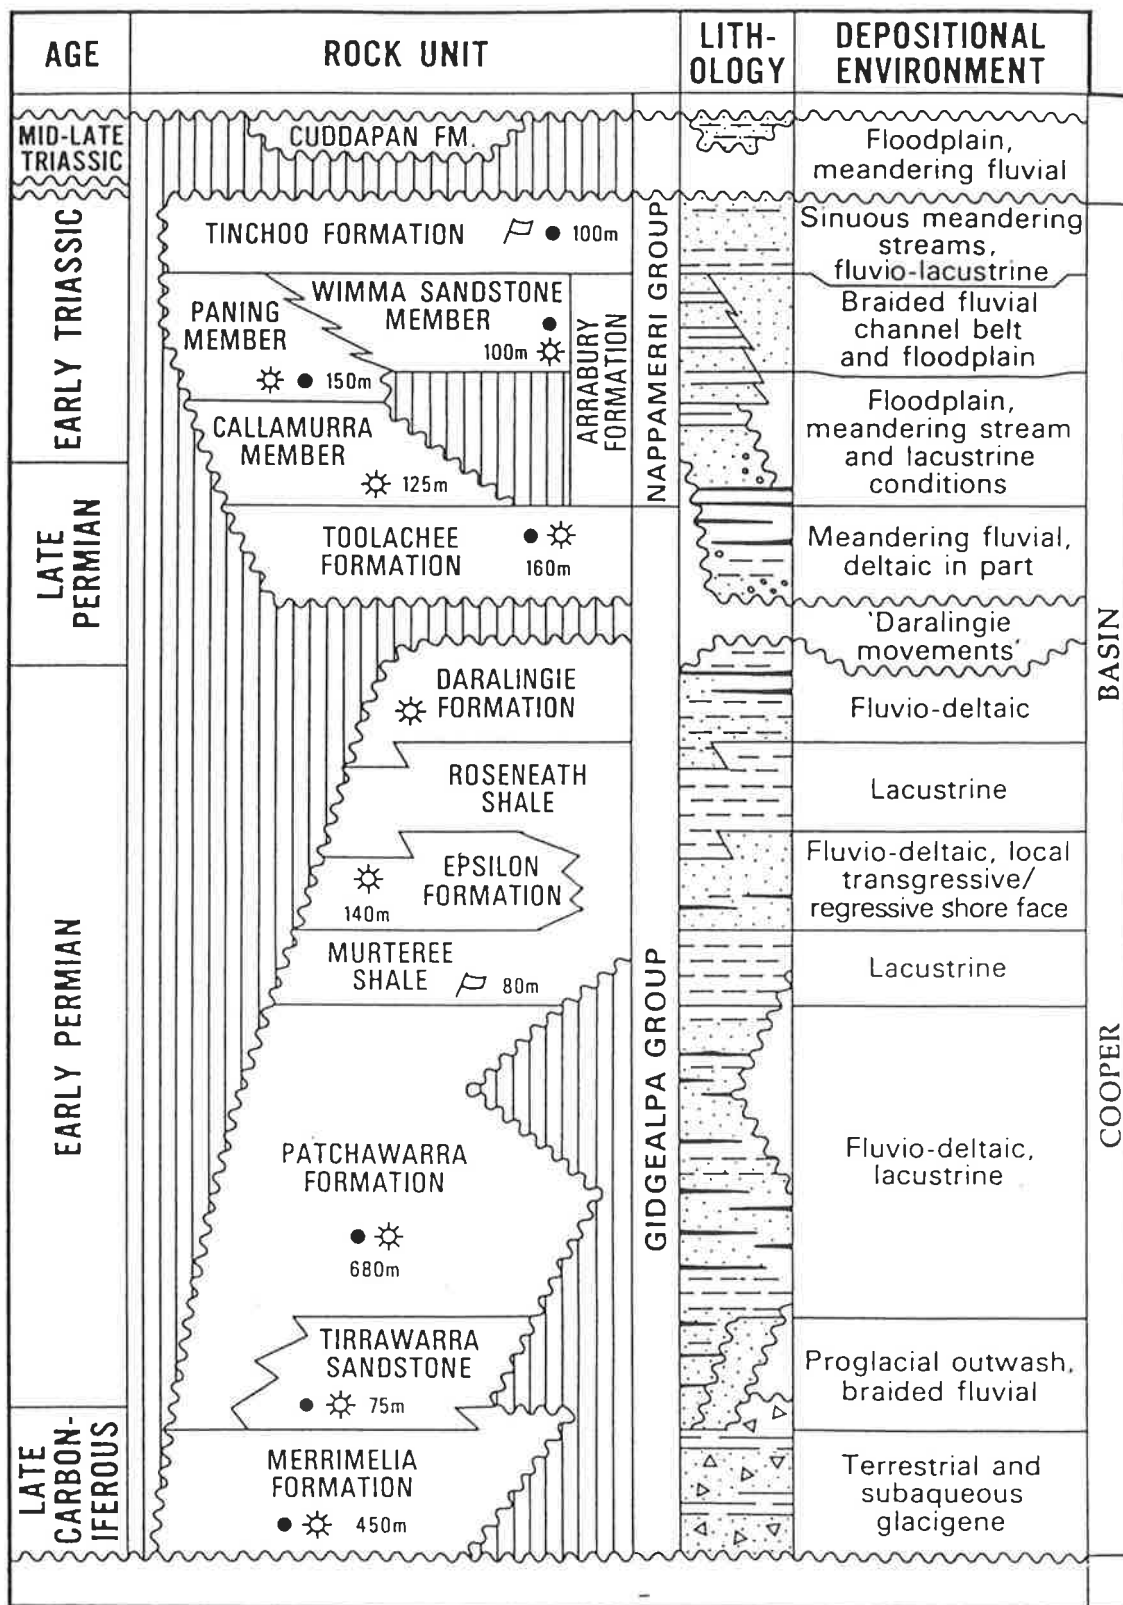 AGE
ROCK UNIT
LITH-
OLOGY
DEPOSITIONAL
ENVIRONMENT
MID-LATE
TRIASSIC
CUDDAPAN FM.
Floodplain,
meandering fluvial
EARLY TRIASSIC
TINCHOO FORMATION
100m
Sinuous meandering
streams,
fluvio-lacustrine
PANING
MEMBER
150m
WIMMA SANDSTONE
MEMBER
100m
ARRABURY
FORMATION
NAPPAMERRI GROUP
Braided fluvial
channel belt
and floodplain
CALLAMURRA
MEMBER
125m
Floodplain,
meandering stream
and lacustrine
conditions
LATE
PERMIAN
TOOLACHEE
FORMATION
160m
Meandering fluvial,
deltaic in part
'Daralingie
movements'
BASIN
EARLY PERMIAN
DARALINGIE
FORMATION
Fluvio-deltaic
ROSENEATH
SHALE
Lacustrine
EPSILON
FORMATION
140m
Fluvio-deltaic, local
transgressive/
regressive shore face
MURTEREE
SHALE
80m
Lacustrine
GIDGEALPA GROUP
COOPER
PATCHAWARRA
FORMATION
680m
Fluvio-deltaic,
lacustrine
TIRRAWARRA
SANDSTONE
75m
Proglacial outwash,
braided fluvial
LATE
CARBON-
IFEROUS
MERRIMELIA
FORMATION
450m
Terrestrial and
subaqueous
glacigene